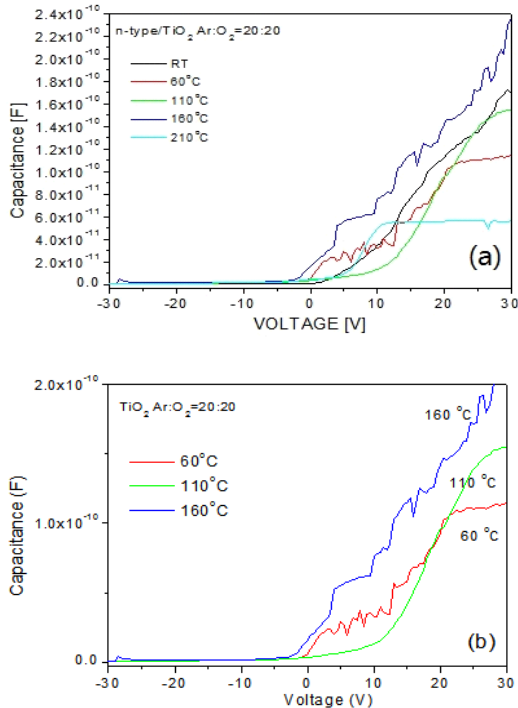 n-type/TiO₂ Ar:O₂=20:20
RT
60°C
110°C
160°C
210°C
Capacitance [F]
2.4x10⁻¹⁰
2.0x10⁻¹⁰
1.8x10⁻¹⁰
1.6x10⁻¹⁰
1.4x10⁻¹⁰
1.2x10⁻¹⁰
1.0x10⁻¹⁰
8.0x10⁻¹¹
6.0x10⁻¹¹
4.0x10⁻¹¹
2.0x10⁻¹¹
0.0
(a)
-30 -20 -10 0 10 20 30
VOLTAGE [V]
TiO₂ Ar:O₂=20:20
60°C
110°C
160°C
160 °C
110 °C
60 °C
Capacitance (F)
2.0x10⁻¹⁰
1.0x10⁻¹⁰
0.0
(b)
-30 -20 -10 0 10 20 30
Voltage (V)